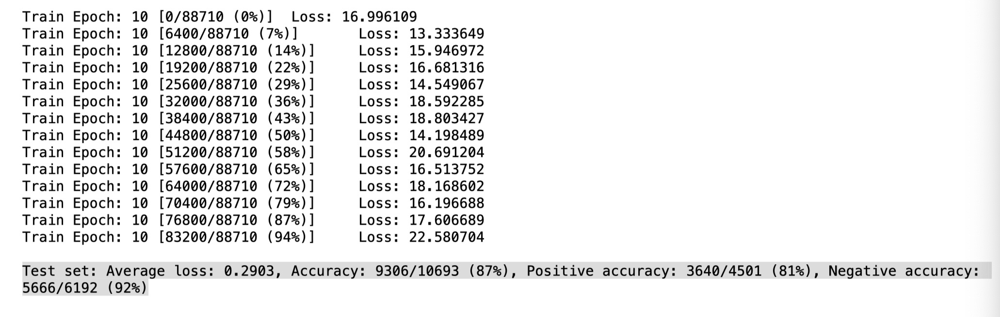 Train Epoch: 10 [0/88710 (0%)]  Loss: 16.996109
Train Epoch: 10 [6400/88710 (7%)]       Loss: 13.333649
Train Epoch: 10 [12800/88710 (14%)]     Loss: 15.946972
Train Epoch: 10 [19200/88710 (22%)]     Loss: 16.681316
Train Epoch: 10 [25600/88710 (29%)]     Loss: 14.549067
Train Epoch: 10 [32000/88710 (36%)]     Loss: 18.592285
Train Epoch: 10 [38400/88710 (43%)]     Loss: 18.803427
Train Epoch: 10 [44800/88710 (50%)]     Loss: 14.198489
Train Epoch: 10 [51200/88710 (58%)]     Loss: 20.691204
Train Epoch: 10 [57600/88710 (65%)]     Loss: 16.513752
Train Epoch: 10 [64000/88710 (72%)]     Loss: 18.168602
Train Epoch: 10 [70400/88710 (79%)]     Loss: 16.196688
Train Epoch: 10 [76800/88710 (87%)]     Loss: 17.606689
Train Epoch: 10 [83200/88710 (94%)]     Loss: 22.580704
Test set: Average loss: 0.2903, Accuracy: 9306/10693 (87%), Positive accuracy: 3640/4501 (81%), Negative accuracy:
5666/6192 (92%)